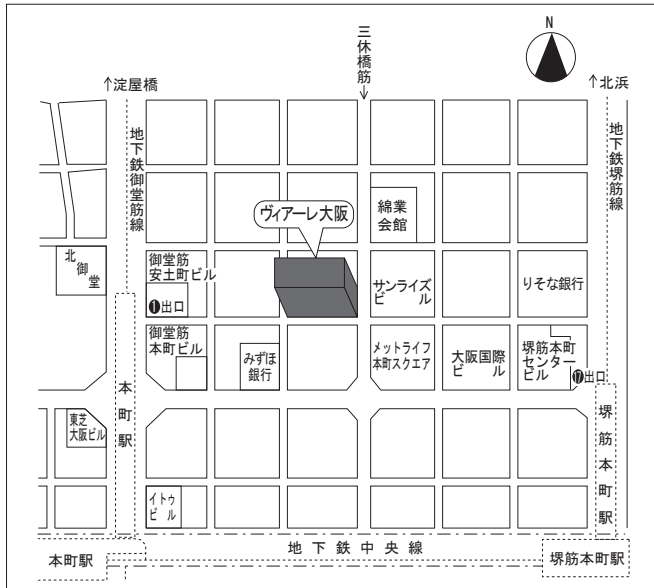 N
三休橋筋
↓
↑淀屋橋
↑北浜
地下鉄御堂筋線
地下鉄堺筋線
綿業
会館
ヴィアーレ大阪
北御堂
御堂筋
安土町ビル
❶出口
サンライズ
ビル
りそな銀行
御堂筋
本町ビル
みずほ
銀行
メットライフ
本町スクエア
大阪国際
ビル
堺筋本町
センター
ビル
⓱出口
本町駅
東芝
大阪ビル
堺筋本町駅
イトゥ
ビル
地下鉄中央線
本町駅
堺筋本町駅